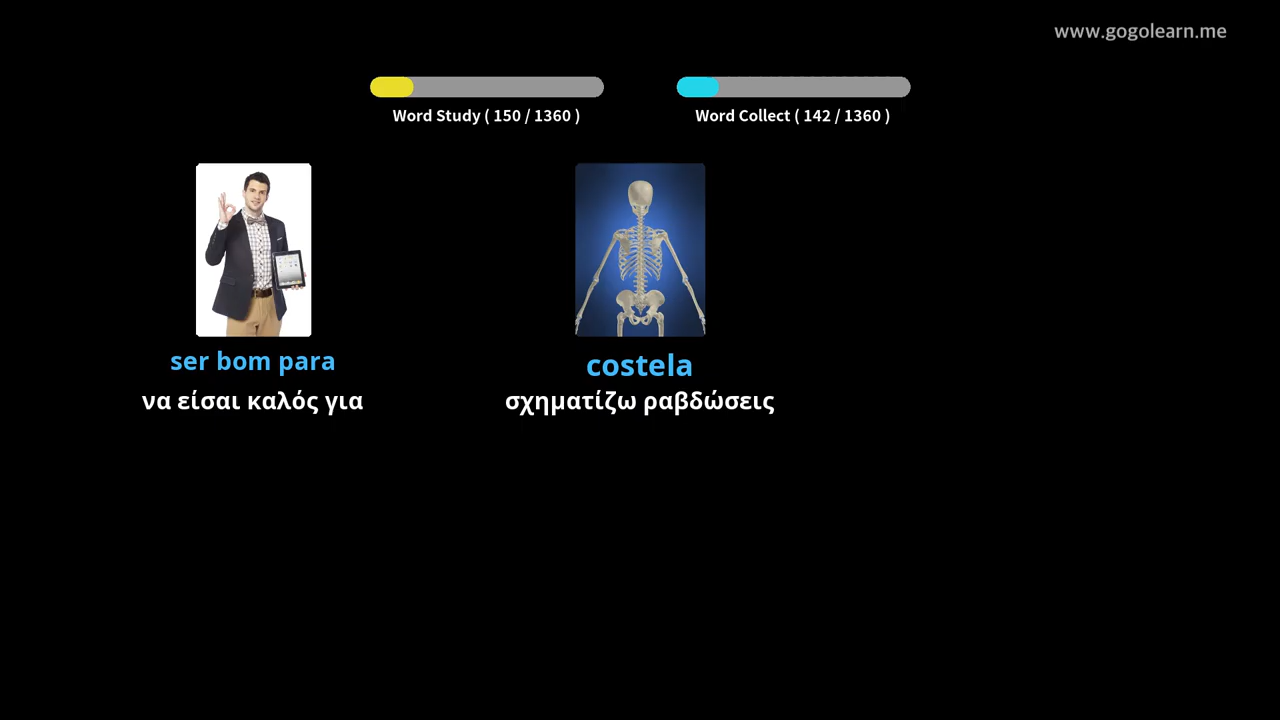 www.gogolearn.me
Word Study ( 150 / 1360 )
Word Collect ( 142 / 1360 )
ser bom para
να είσαι καλός για
costela
σχηματίζω ραβδώσεις